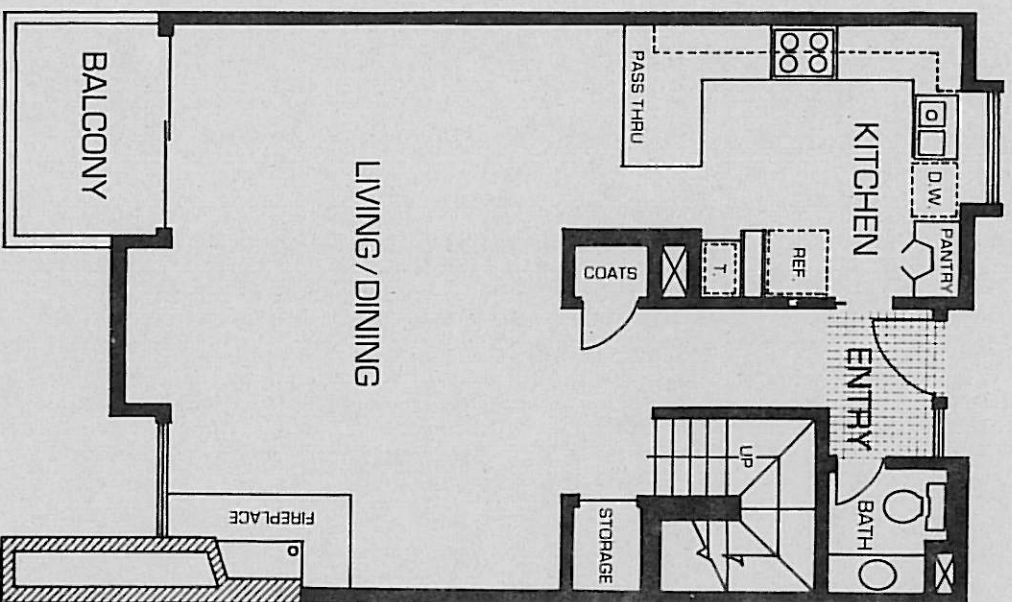 BALCONY
LIVING/DINING
PASS THRU
KITCHEN
D.W.
PANTRY
REF.
T.
COATS
ENTRY
UP
BATH
STORAGE
FIREPLACE